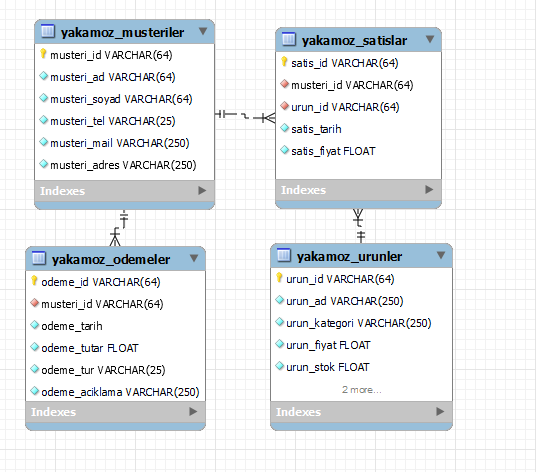 yakamoz_musteriler
musteri_id VARCHAR(64)
musteri_ad VARCHAR(64)
musteri_soyad VARCHAR(64)
musteri_tel VARCHAR(25)
musteri_mail VARCHAR(250)
musteri_adres VARCHAR(250)
Indexes
yakamoz_satislar
satis_id VARCHAR(64)
musteri_id VARCHAR(64)
urun_id VARCHAR(64)
satis_tarih
satis_fiyat FLOAT
Indexes
yakamoz_odemeler
odeme_id VARCHAR(64)
musteri_id VARCHAR(64)
odeme_tarih
odeme_tutar FLOAT
odeme_tur VARCHAR(25)
odeme_aciklama VARCHAR(250)
Indexes
yakamoz_urunler
urun_id VARCHAR(64)
urun_ad VARCHAR(250)
urun_kategori VARCHAR(250)
urun_fiyat FLOAT
urun_stok FLOAT
2 more...
Indexes